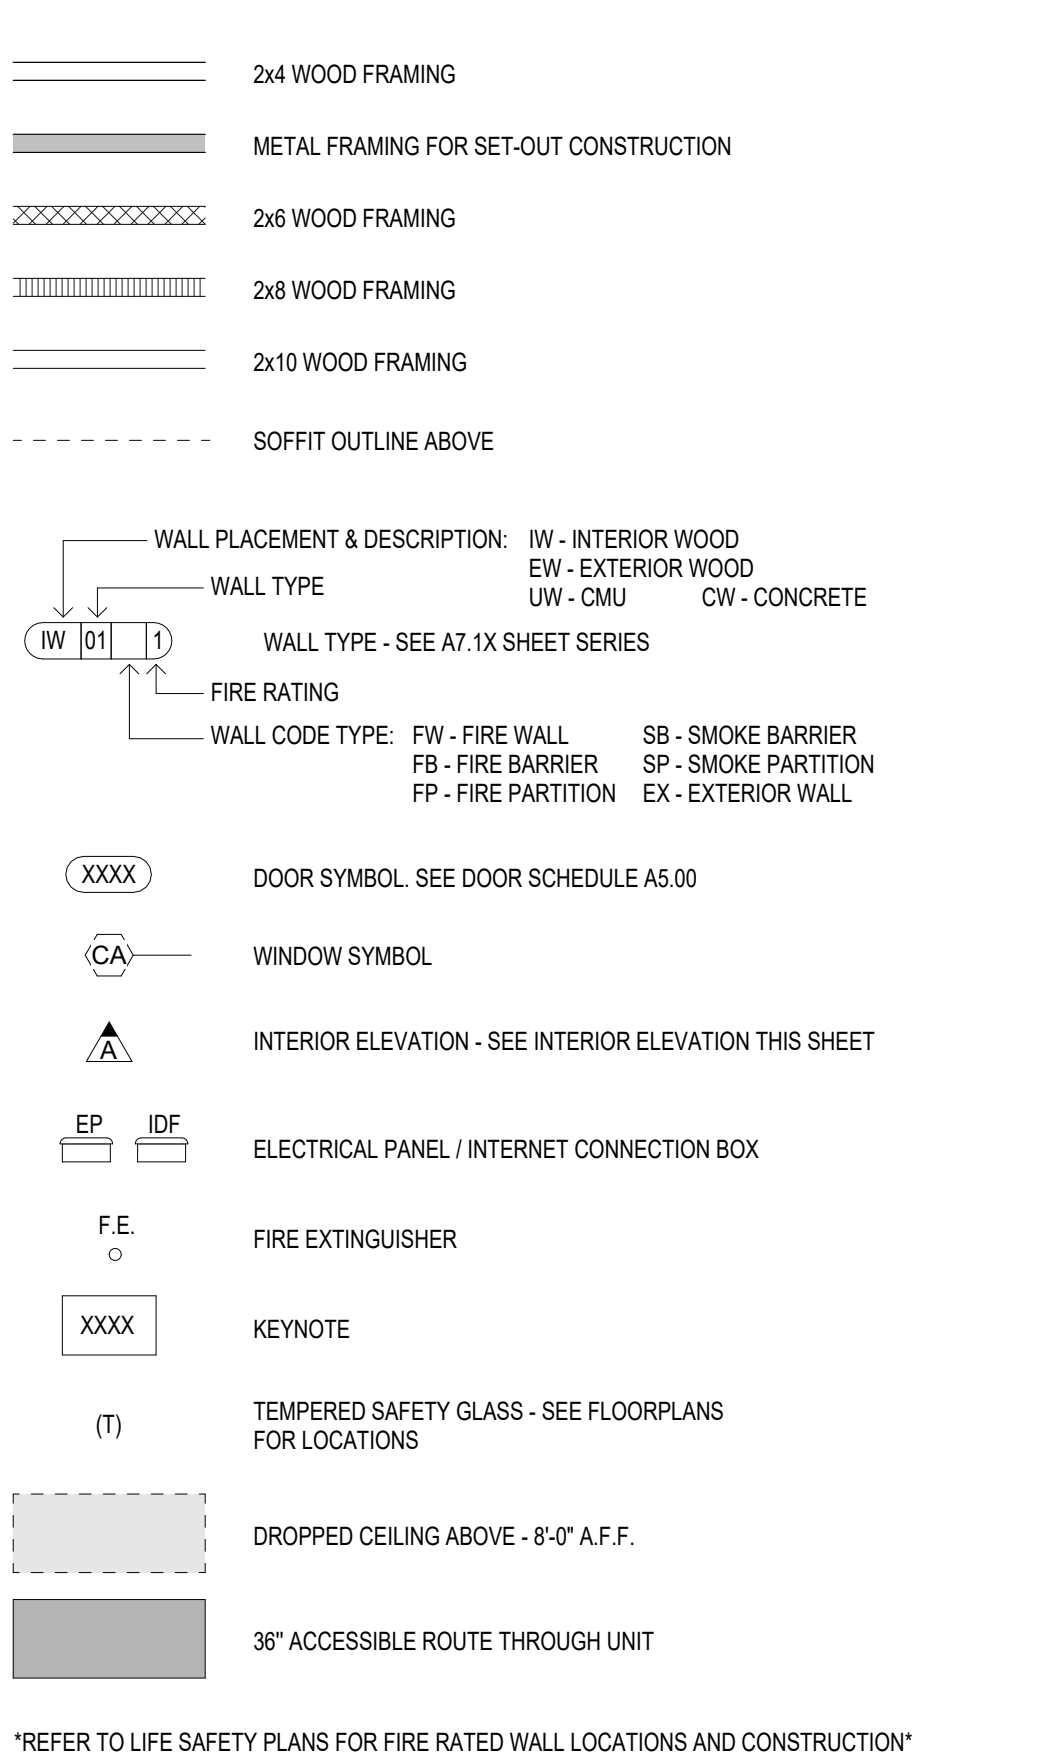 2x4 WOOD FRAMING
METAL FRAMING FOR SET-OUT CONSTRUCTION
2x6 WOOD FRAMING
2x8 WOOD FRAMING
2x10 WOOD FRAMING
SOFFIT OUTLINE ABOVE
WALL PLACEMENT & DESCRIPTION: IW - INTERIOR WOOD
EW - EXTERIOR WOOD
WALL TYPE
UW - CMU CW - CONCRETE
IW 01 1 WALL TYPE - SEE A7.1X SHEET SERIES
FIRE RATING
WALL CODE TYPE: FW - FIRE WALL SB - SMOKE BARRIER
FB - FIRE BARRIER SP - SMOKE PARTITION
FP - FIRE PARTITION EX - EXTERIOR WALL
XXXX DOOR SYMBOL. SEE DOOR SCHEDULE A5.00
CA WINDOW SYMBOL
A INTERIOR ELEVATION - SEE INTERIOR ELEVATION THIS SHEET
EP IDF
ELECTRICAL PANEL / INTERNET CONNECTION BOX
F.E.
FIRE EXTINGUISHER
XXXX KEYNOTE
(T) TEMPERED SAFETY GLASS - SEE FLOORPLANS
FOR LOCATIONS
DROPPED CEILING ABOVE - 8'-0" A.F.F.
36" ACCESSIBLE ROUTE THROUGH UNIT
*REFER TO LIFE SAFETY PLANS FOR FIRE RATED WALL LOCATIONS AND CONSTRUCTION*